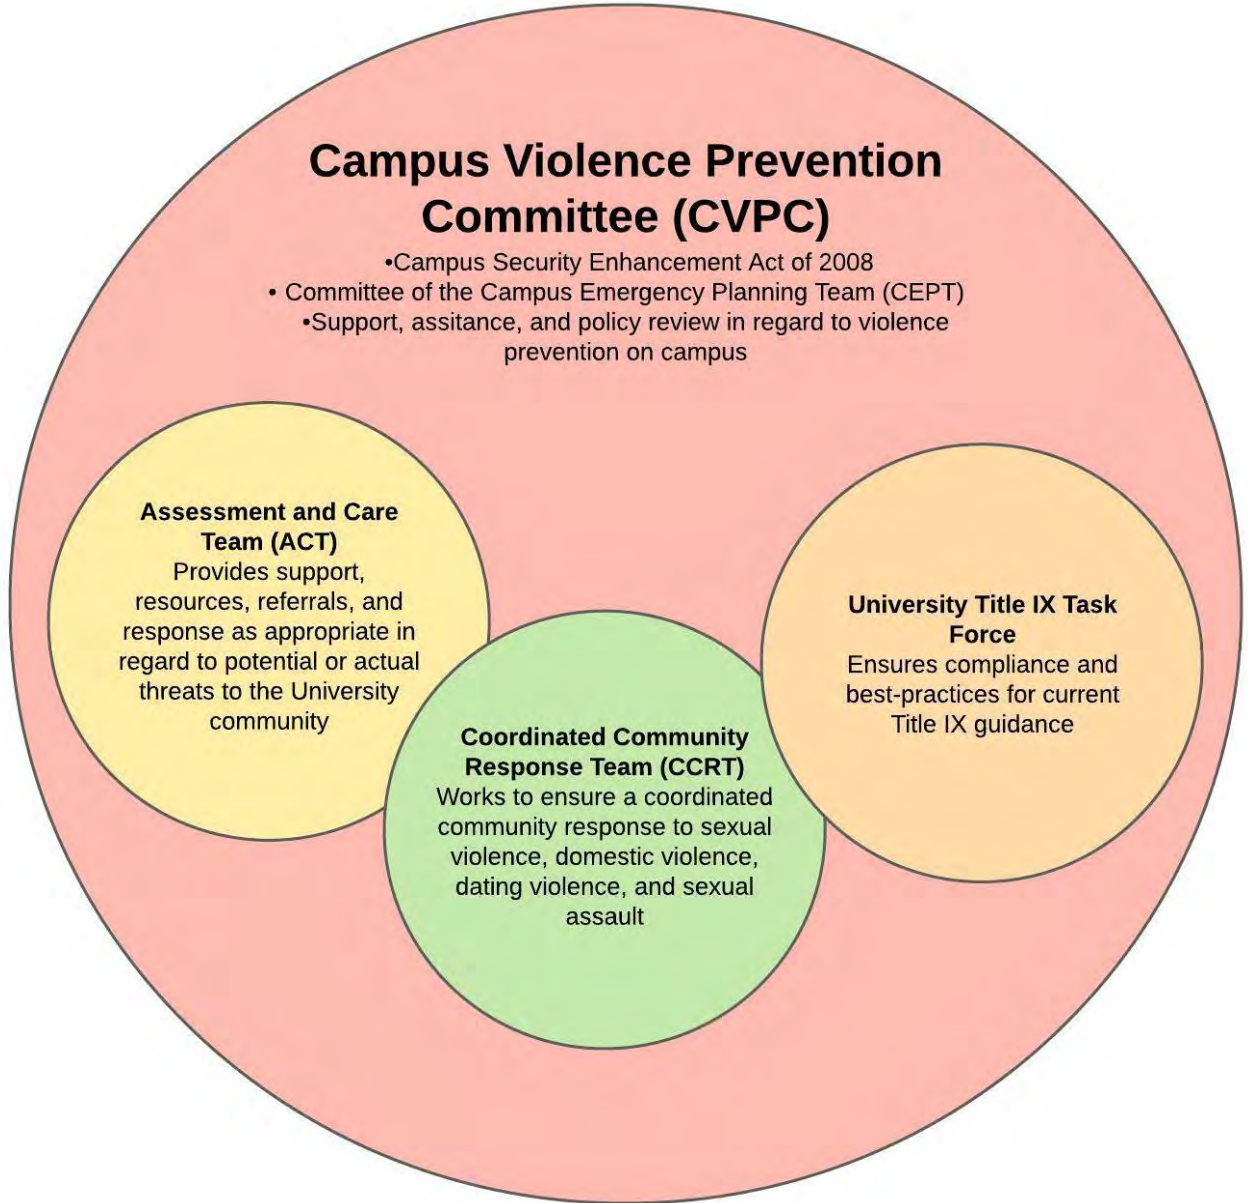 Campus Violence Prevention
Committee (CVPC)
•Campus Security Enhancement Act of 2008
• Committee of the Campus Emergency Planning Team (CEPT)
•Support, assitance, and policy review in regard to violence
prevention on campus
Assessment and Care
Team (ACT)
Provides support,
resources, referrals, and
response as appropriate in
regard to potential or actual
threats to the University
community
Coordinated Community
Response Team (CCRT)
Works to ensure a coordinated
community response to sexual
violence, domestic violence,
dating violence, and sexual
assault
University Title IX Task
Force
Ensures compliance and
best-practices for current
Title IX guidance